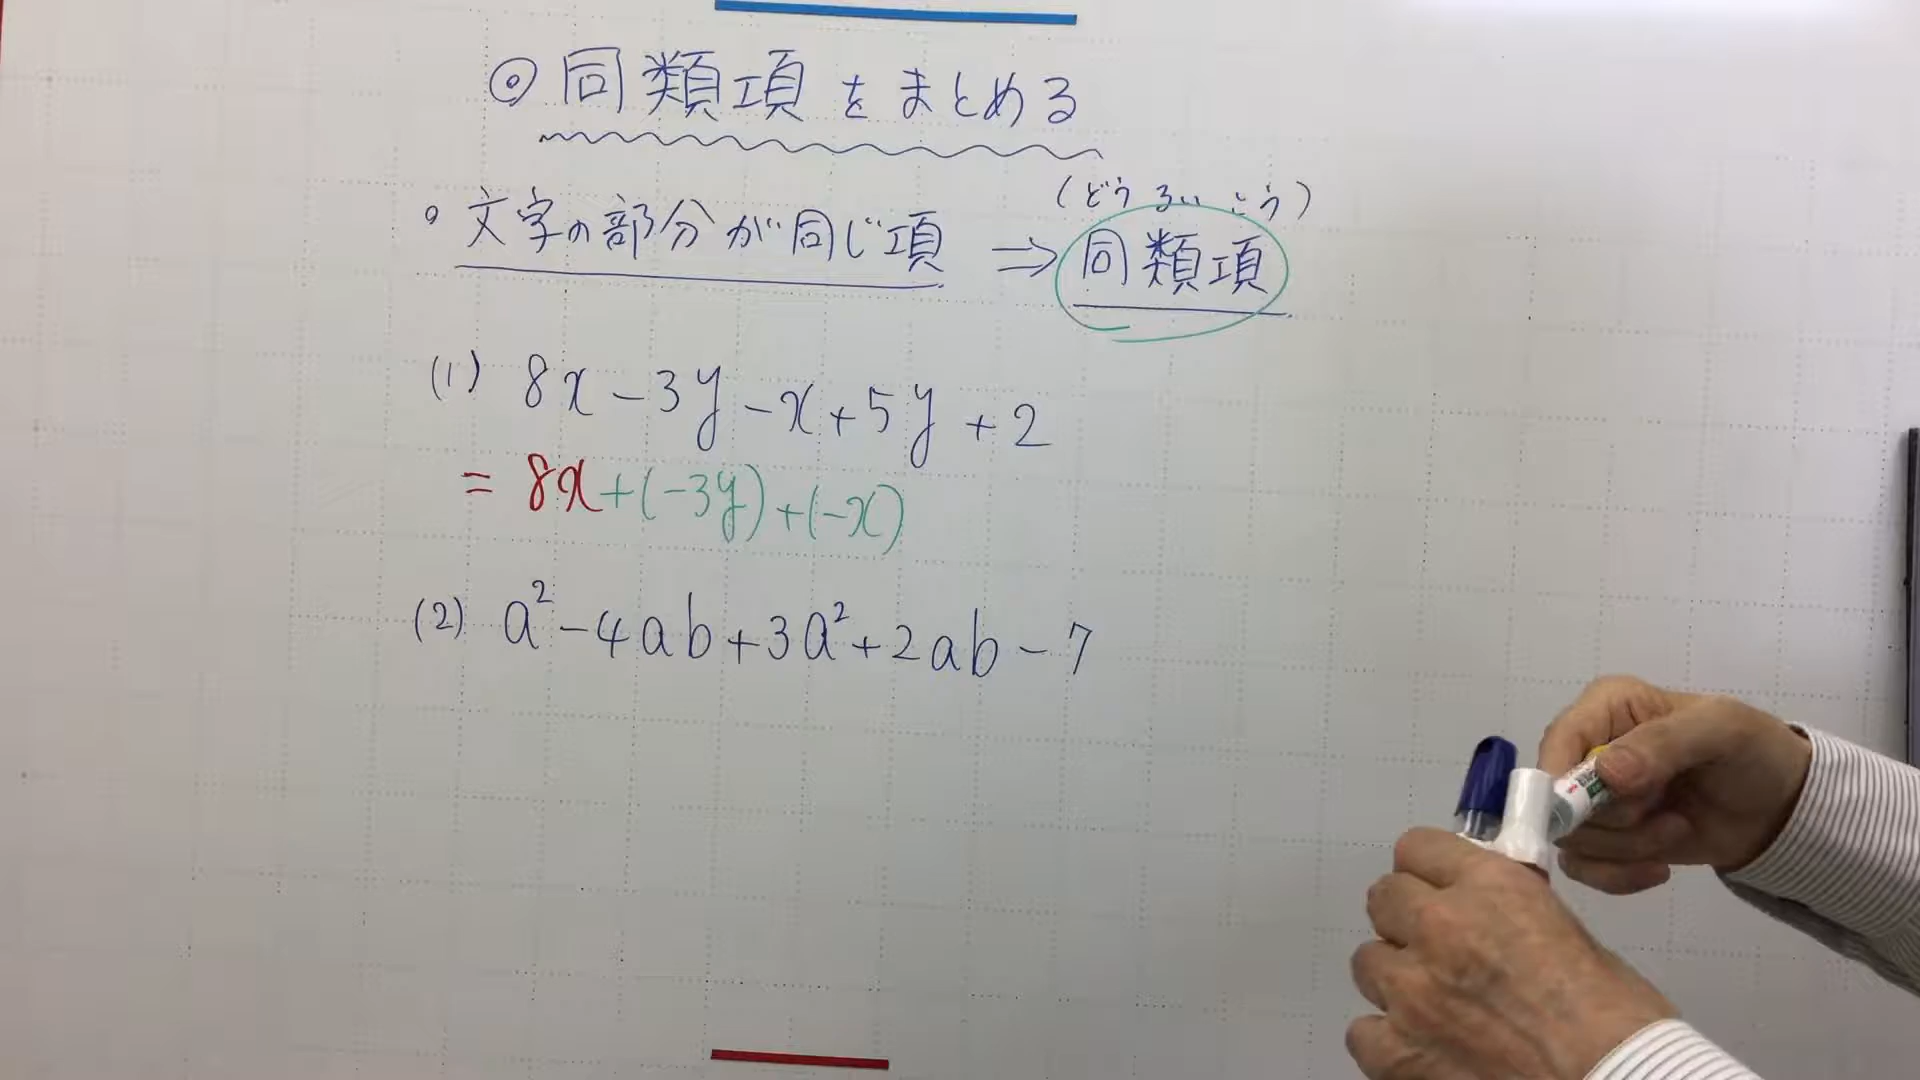 ◎ 同類項をまとめる
(どうるいこう)
・文字の部分が同じ項 ⇒ 同類項
(1) 8x-3y-x+5y+2
= 8x+(-3y)+(-x)
(2) a²-4ab+3a²+2ab-7